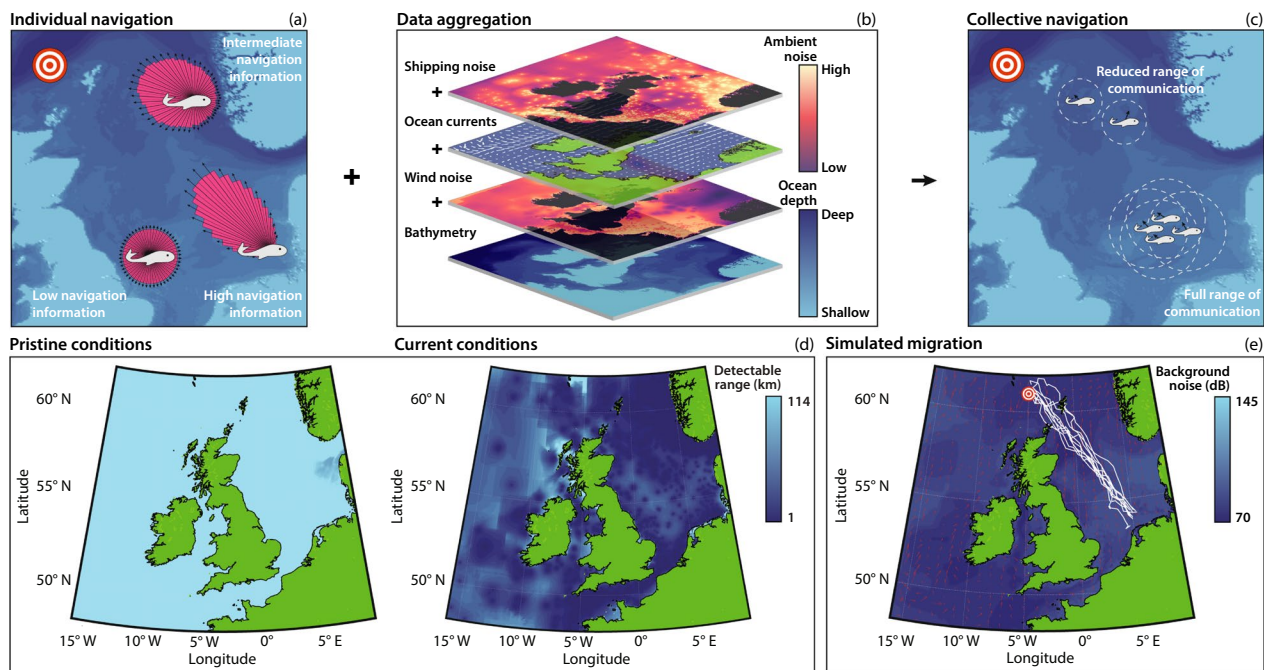 Individual navigation (a)
Intermediate
navigation
information
Low navigation
information
High navigation
information
+
Data aggregation (b)
Shipping noise
+
Ocean currents
+
Wind noise
+
Bathymetry
Ambient
noise
High
Low
Ocean
depth
Deep
Shallow
Collective navigation (c)
Reduced range of
communication
Full range of
communication
Pristine conditions
60° N
55° N
50° N
Latitude
15° W 10° W 5° W 0° 5° E
Longitude
Current conditions (d)
Detectable
range (km)
114
1
15° W 10° W 5° W 0° 5° E
Longitude
Simulated migration (e)
Background
noise (dB)
145
70
60° N
55° N
50° N
Latitude
15° W 10° W 5° W 0° 5° E
Longitude